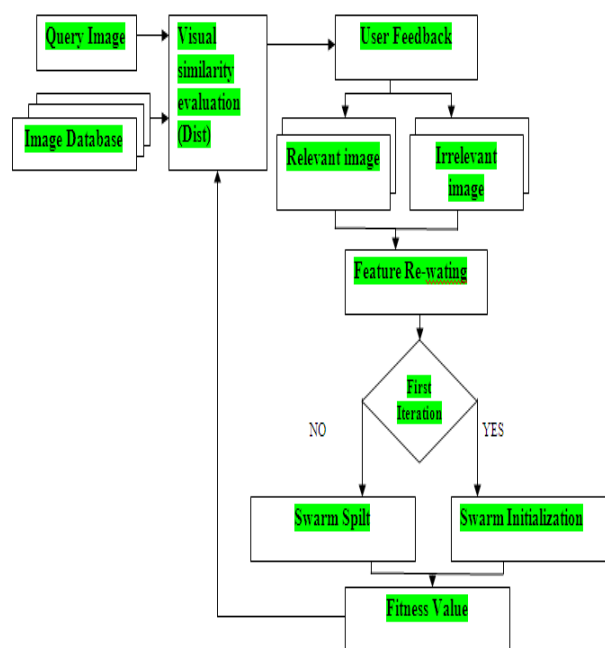 Query Image
Visual
similarity
evaluation
(Dist)
User Feedback
Image Database
Relevant image
Irrelevant
image
Feature Re-wating
First
Iteration
NO
YES
Swarm Spilt
Swarm Initialization
Fitness Value